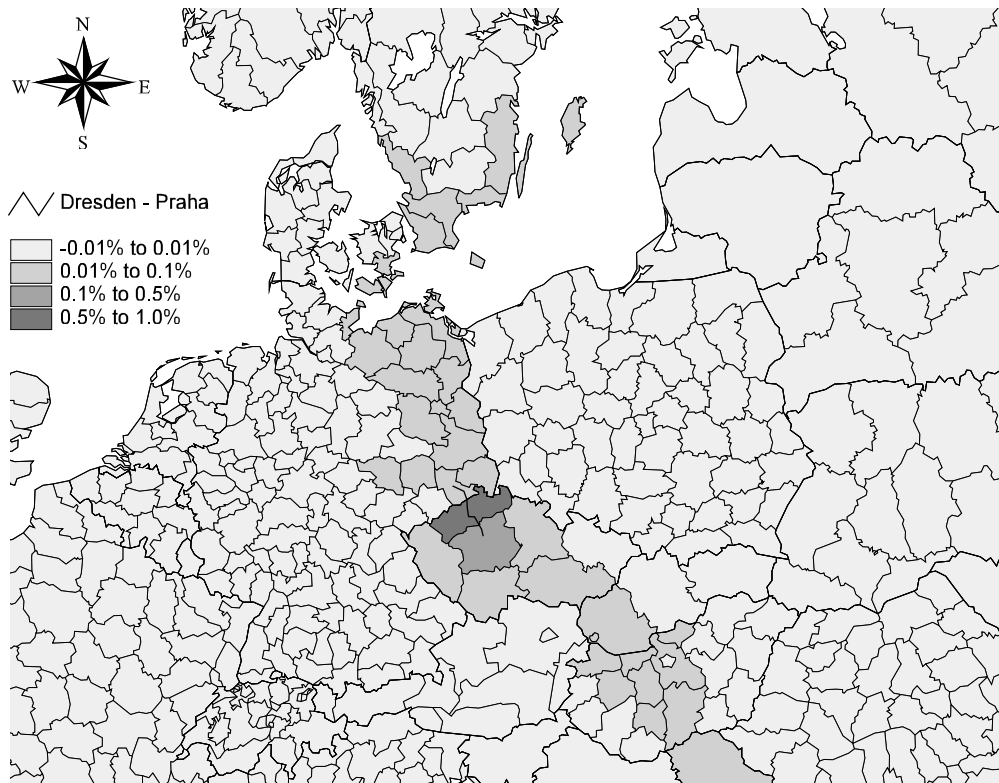 N
W E
S
Dresden - Praha
-0.01% to 0.01%
0.01% to 0.1%
0.1% to 0.5%
0.5% to 1.0%